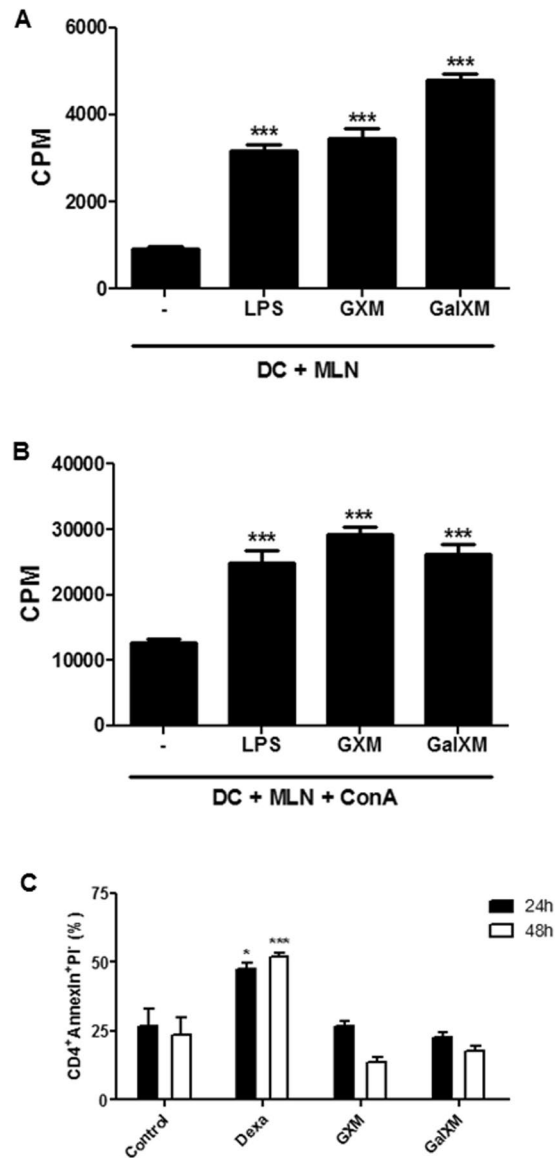 A
6000
4000
2000
0
CPM
***
***
***
- LPS GXM GalXM
DC + MLN
B
40000
30000
20000
10000
0
CPM
***
***
***
- LPS GXM GalXM
DC + MLN + ConA
C
75
50
25
0
CD4⁺AnnexIn⁺PI⁻ (%)
24h
48h
* ***
Control Dexa GXM GalXM